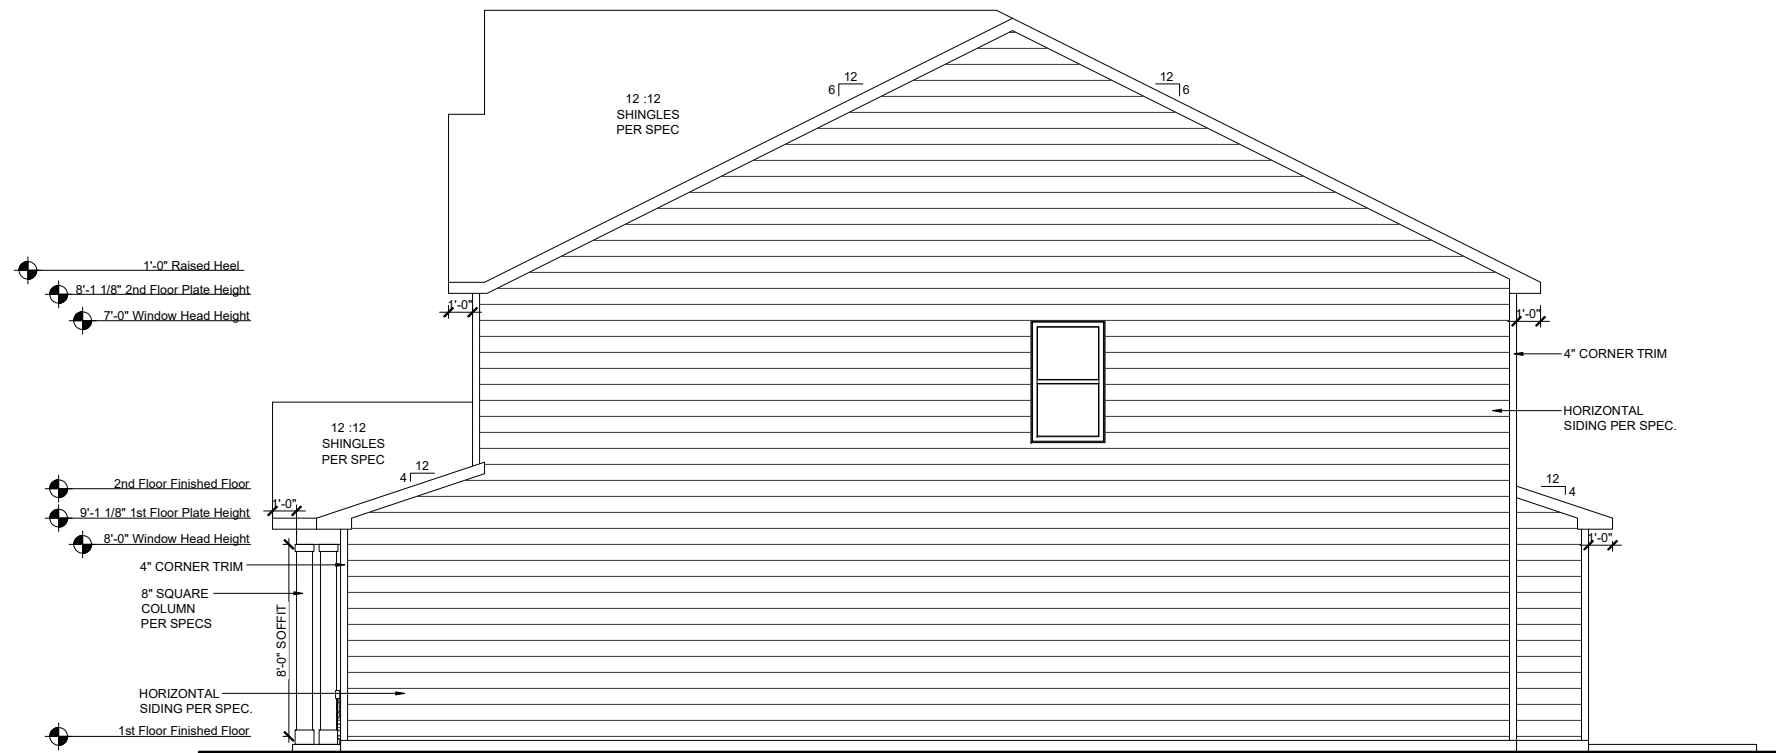 12
6
12
6
12 :12
SHINGLES
PER SPEC
1'-0" Raised Heel
8'-1 1/8" 2nd Floor Plate Height
7'-0" Window Head Height
1'-0"
1'-0"
4" CORNER TRIM
HORIZONTAL
SIDING PER SPEC.
12 :12
SHINGLES
PER SPEC
12
4
12
4
2nd Floor Finished Floor
1'-0"
9'-1 1/8" 1st Floor Plate Height
8'-0" Window Head Height
1'-0"
4" CORNER TRIM
8" SQUARE
COLUMN
PER SPECS
8'-0" SOFFIT
HORIZONTAL
SIDING PER SPEC.
1st Floor Finished Floor